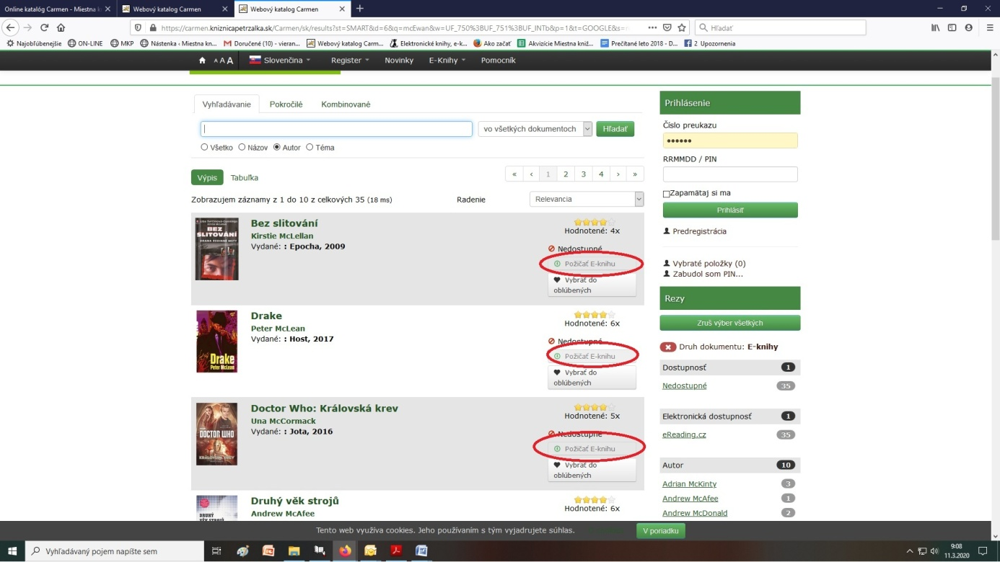 Online katalóg Carmen - Miestna k
Webový katalog Carmen
Webový katalog Carmen
https://carmen.kniznicapetrzalka.sk/Carmen/sk/results?st=SMART&d=6&q=mcEwan&w=UF_750%3BUF_751%3BUF_INTb&p=1&t=GOOGLE&s=
Hľadať
Najobľúbenejšie
ON-LINE
MKP
Nástenka ‹ Miestna kn...
Doručené (10) - vieran...
Webový katalog Carm...
Elektronické knihy, e-k...
Ako začať
Akvizície Miestna kniž...
Prečítané leto 2018 - D...
2 Upozornenia
A A A
Slovenčina
Register
Novinky
E-Knihy
Pomocník
Vyhľadávanie
Pokročilé
Kombinované
vo všetkých dokumentoch
Hľadať
Všetko
Názov
Autor
Téma
Výpis
Tabuľka
« ‹ 1 2 3 4 › »
Zobrazujem záznamy z 1 do 10 z celkových 35 (18 ms)
Radenie
Relevancia
BEZ
SLITOVÁNÍ
Bez slitování
Kirstie McLellan
Vydané: : Epocha, 2009
Hodnotené: 4x
Nedostupné
Požičať E-knihu
Vybrať do
obľúbených
Drake
Peter McLean
Drake
Peter McLean
Vydané: : Host, 2017
Hodnotené: 6x
Nedostupné
Požičať E-knihu
Vybrať do
obľúbených
DOCTOR WHO
KRÁLOVSKÁ KREV
Doctor Who: Královská krev
Una McCormack
Vydané: : Jota, 2016
Hodnotené: 5x
Nedostupné
Požičať E-knihu
Vybrať do
obľúbených
DRUHÝ
VĚK STROJŮ
Druhý věk strojů
Andrew McAfee
Hodnotené: 6x
Prihlásenie
Číslo preukazu
••••••
RRMMDD / PIN
Zapamätaj si ma
Prihlásiť
Predregistrácia
Vybraté položky (0)
Zabudol som PIN...
Rezy
Zruš výber všetkých
Druh dokumentu: E-knihy
Dostupnosť 1
Nedostupné 35
Elektronická dostupnosť 1
eReading.cz 35
Autor 10
Adrian McKinty 3
Andrew McAfee 1
Andrew McDonald 2
Tento web využíva cookies. Jeho používaním s tým vyjadrujete súhlas.
V poriadku
Vyhľadávaný pojem napíšte sem
9:08
11.3.2020